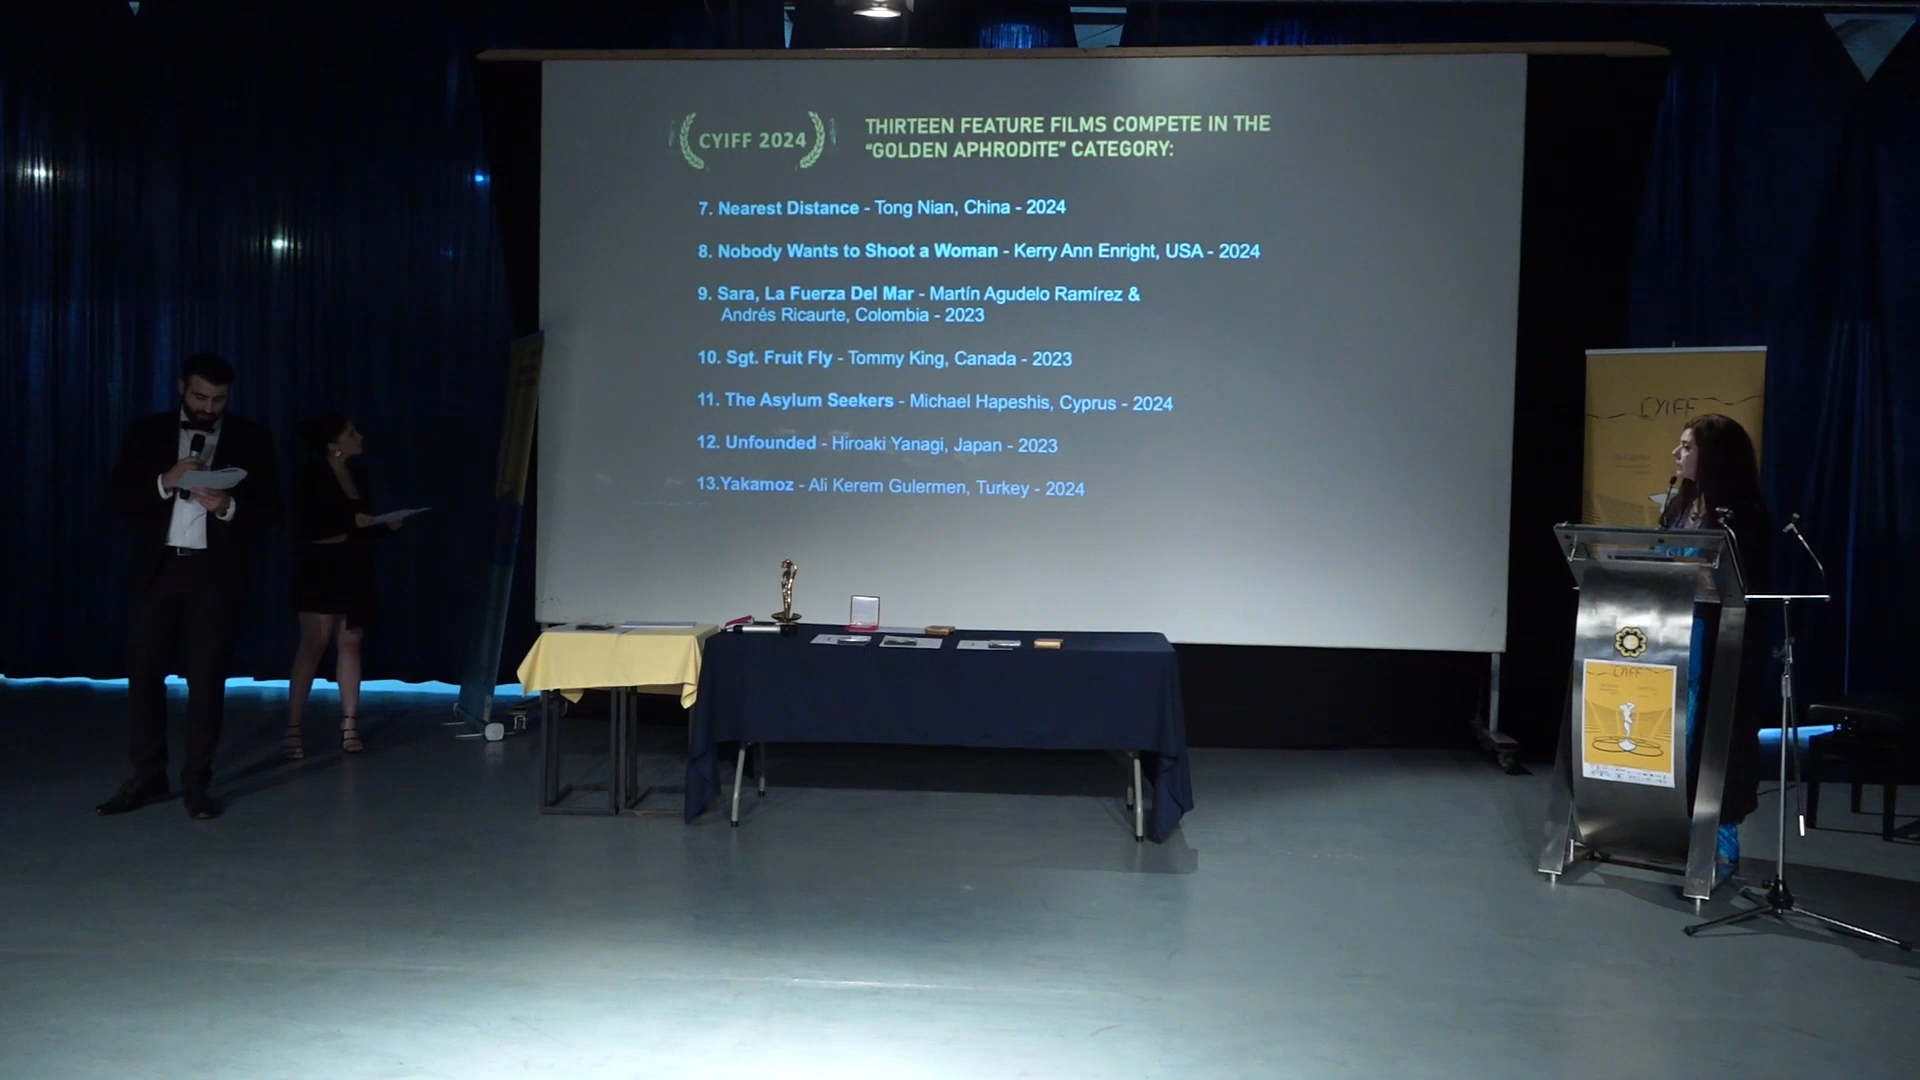 CYIFF 2024
THIRTEEN FEATURE FILMS COMPETE IN THE
“GOLDEN APHRODITE” CATEGORY:
7. Nearest Distance - Tong Nian, China - 2024
8. Nobody Wants to Shoot a Woman - Kerry Ann Enright, USA - 2024
9. Sara, La Fuerza Del Mar - Martín Agudelo Ramírez &
Andrés Ricaurte, Colombia - 2023
10. Sgt. Fruit Fly - Tommy King, Canada - 2023
11. The Asylum Seekers - Michael Hapeshis, Cyprus - 2024
12. Unfounded - Hiroaki Yanagi, Japan - 2023
13.Yakamoz - Ali Kerem Gulermen, Turkey - 2024
CYIFF
CYIFF